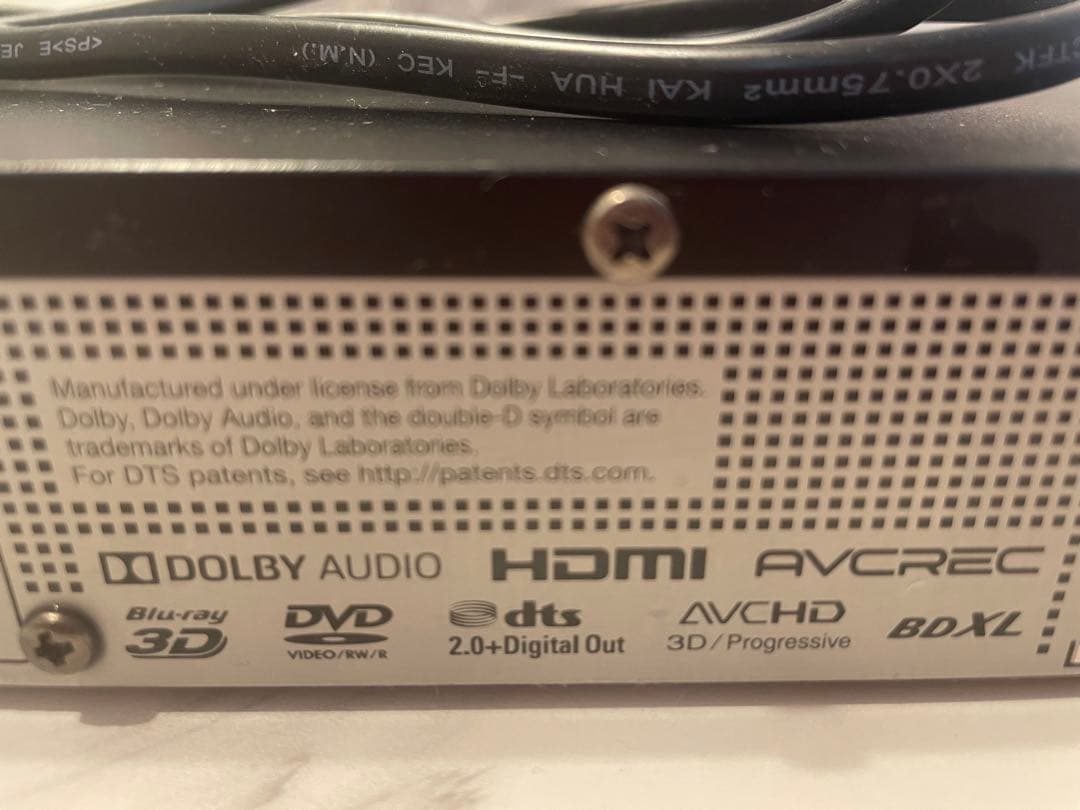 2X0.75mm² KAI HUA -F- KEC (N.M.) <PS>E JE
Manufactured under license from Dolby Laboratories.
Dolby, Dolby Audio, and the double-D symbol are
trademarks of Dolby Laboratories.
For DTS patents, see http://patents.dts.com.
DOLBY AUDIO HDMI AVCREC
Blu-ray 3D
DVD VIDEO/RW/R
dts 2.0+Digital Out
AVCHD 3D/Progressive
BDXL